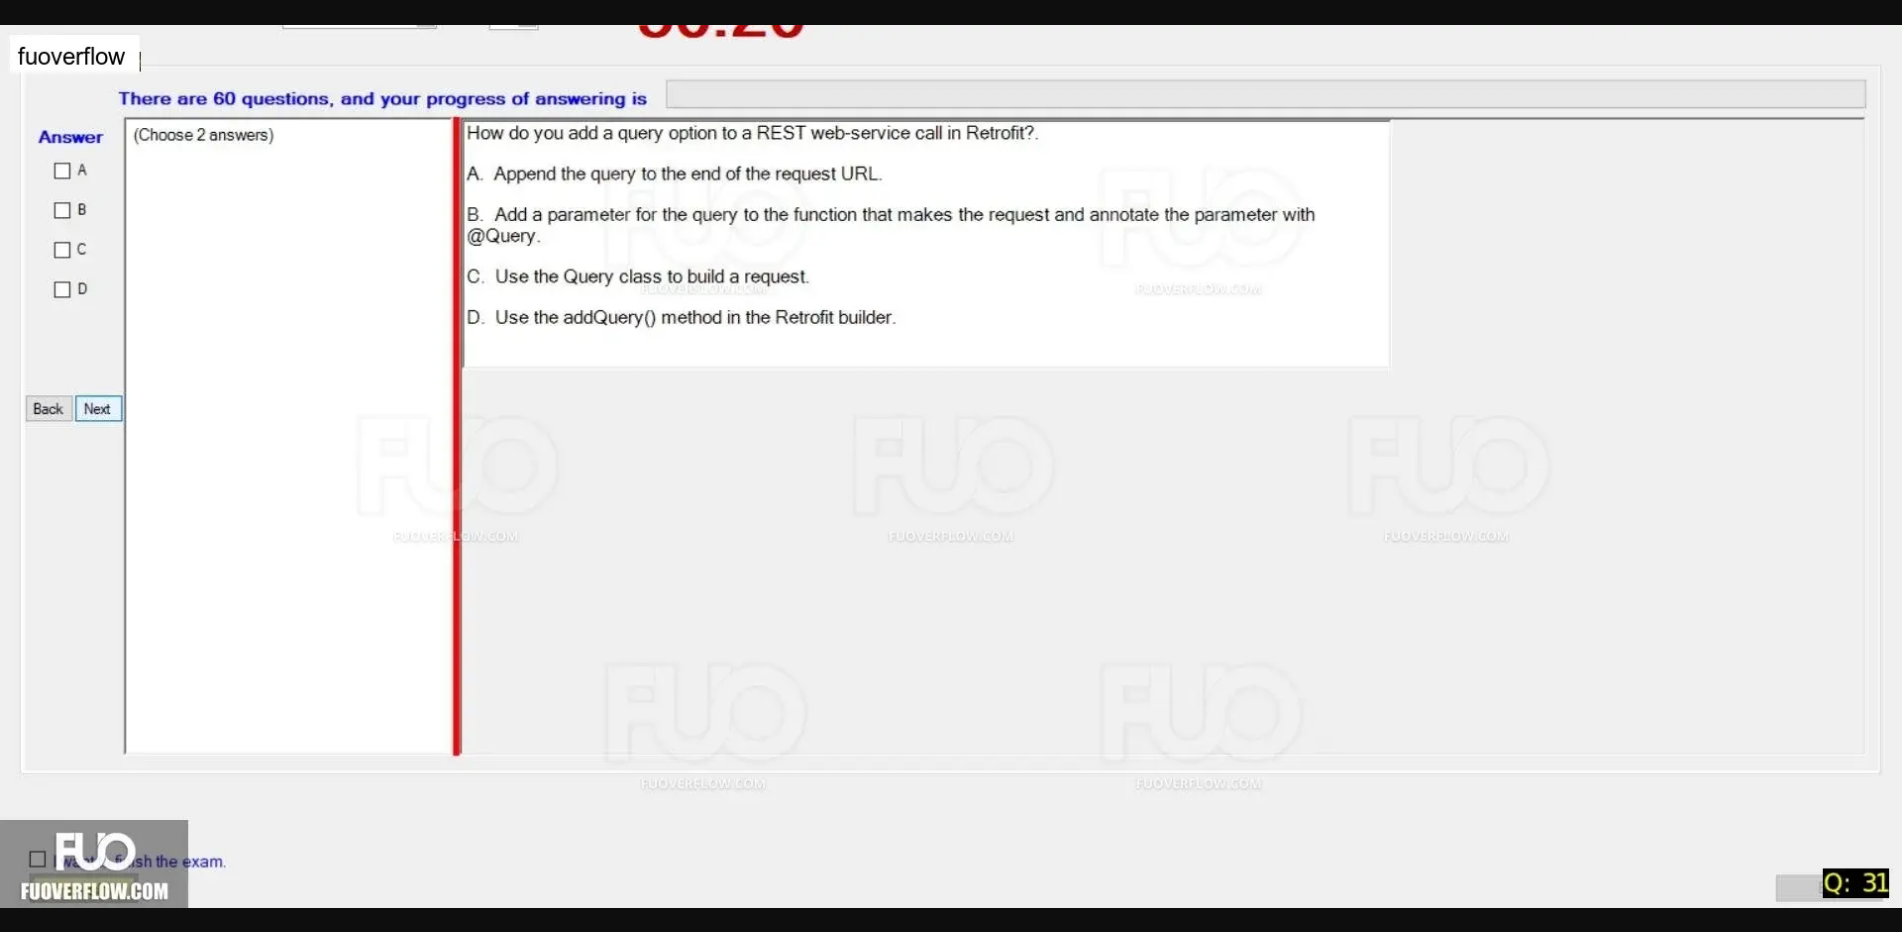 fuoverflow
There are 60 questions, and your progress of answering is
Answer
(Choose 2 answers)
A
B
C
D
Back Next
How do you add a query option to a REST web-service call in Retrofit?.
A. Append the query to the end of the request URL.
B. Add a parameter for the query to the function that makes the request and annotate the parameter with
@Query.
C. Use the Query class to build a request.
D. Use the addQuery() method in the Retrofit builder.
FUO
FUOVERFLOW.COM
FUO
FUOVERFLOW.COM
FUO
FUOVERFLOW.COM
FUO
FUOVERFLOW.COM
FUO
FUOVERFLOW.COM
FUO
FUOVERFLOW.COM
FUO
FUOVERFLOW.COM
the exam.
FUO
FUOVERFLOW.COM
Q: 31